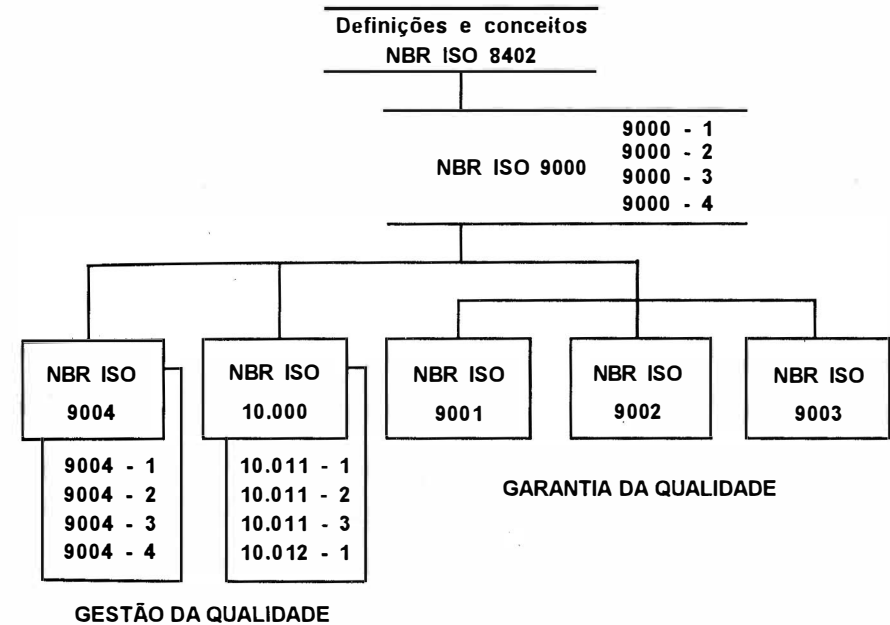 Definições e conceitos
NBR ISO 8402
NBR ISO 9000
9000 - 1
9000 - 2
9000 - 3
9000 - 4
NBR ISO
9004
9004 - 1
9004 - 2
9004 - 3
9004 - 4
NBR ISO
10.000
10.011 - 1
10.011 - 2
10.011 - 3
10.012 - 1
NBR ISO
9001
NBR ISO
9002
NBR ISO
9003
GARANTIA DA QUALIDADE
GESTÃO DA QUALIDADE